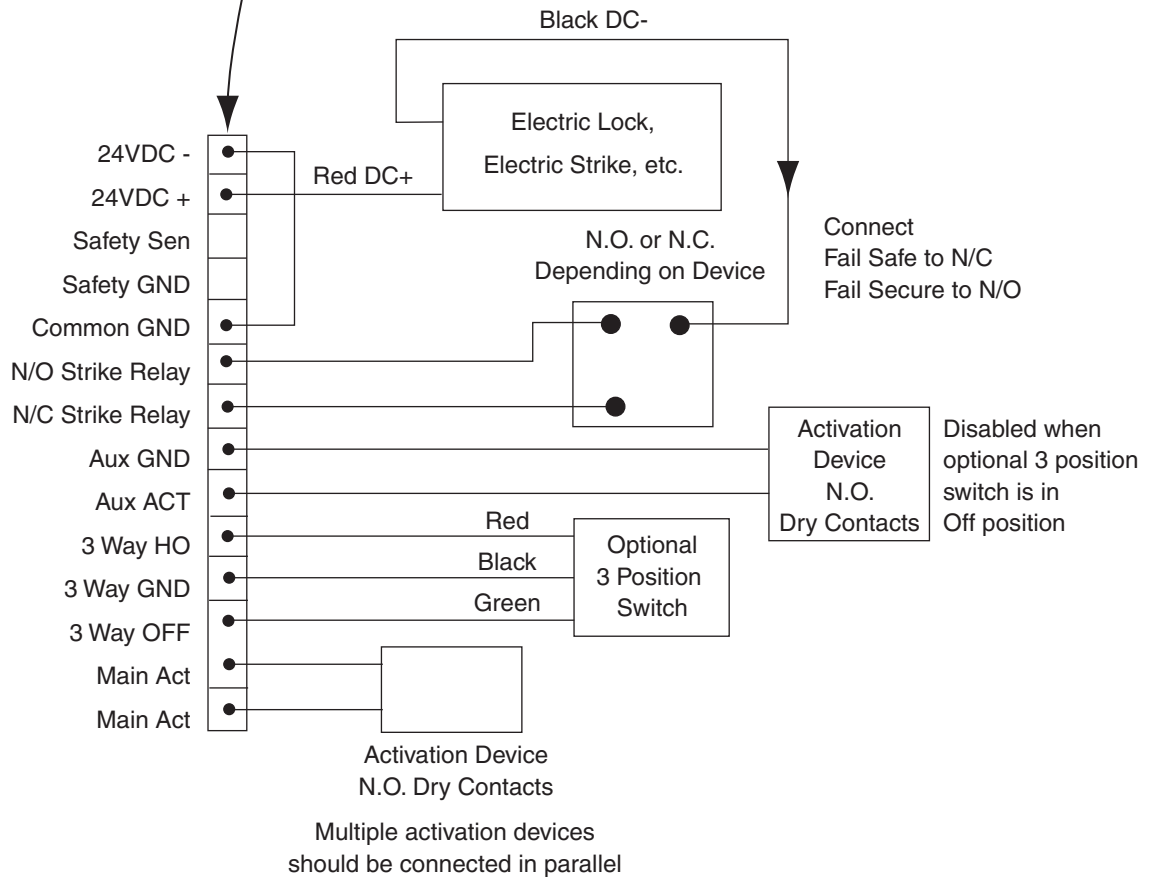 Black DC-
Electric Lock,
Electric Strike, etc.
24VDC -
Red DC+
24VDC +
Safety Sen
N.O. or N.C.
Depending on Device
Connect
Fail Safe to N/C
Fail Secure to N/O
Safety GND
Common GND
N/O Strike Relay
N/C Strike Relay
Aux GND
Aux ACT
Activation
Device
N.O.
Dry Contacts
Disabled when
optional 3 position
switch is in
Off position
3 Way HO
Red
3 Way GND
Black
3 Way OFF
Green
Optional
3 Position
Switch
Main Act
Main Act
Activation Device
N.O. Dry Contacts
Multiple activation devices
should be connected in parallel